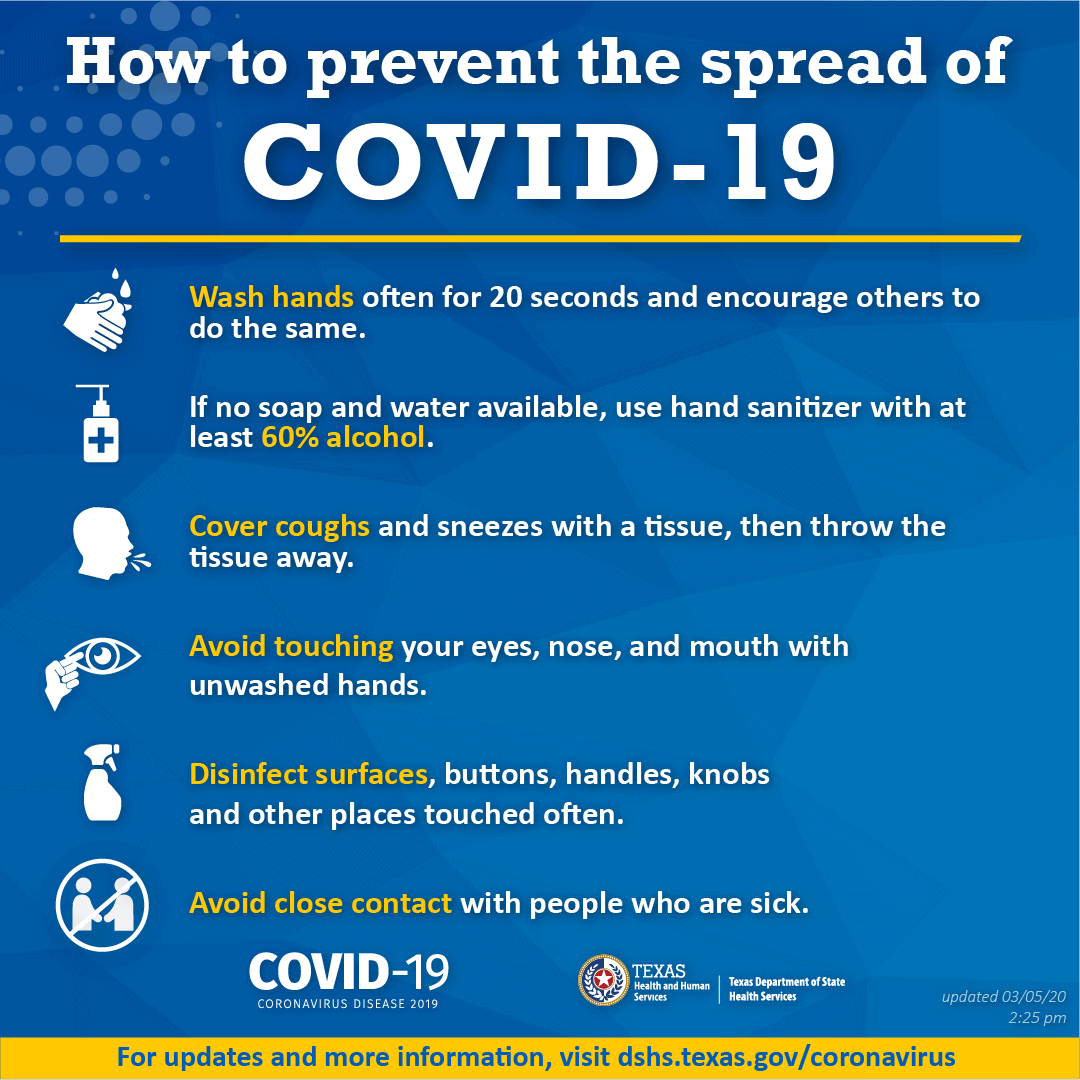 How to prevent the spread of
COVID-19
Wash hands often for 20 seconds and encourage others to
do the same.
If no soap and water available, use hand sanitizer with at
least 60% alcohol.
Cover coughs and sneezes with a tissue, then throw the
tissue away.
Avoid touching your eyes, nose, and mouth with
unwashed hands.
Disinfect surfaces, buttons, handles, knobs
and other places touched often.
Avoid close contact with people who are sick.
COVID-19
CORONAVIRUS DISEASE 2019
TEXAS
Health and Human
Services
Texas Department of State
Health Services
updated 03/05/20
2:25 pm
For updates and more information, visit dshs.texas.gov/coronavirus